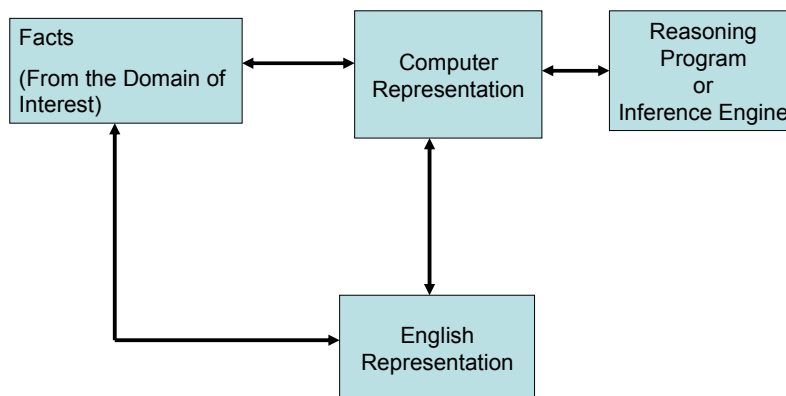 Facts
(From the Domain of
Interest)
Computer
Representation
Reasoning
Program
or
Inference Engine
English
Representation